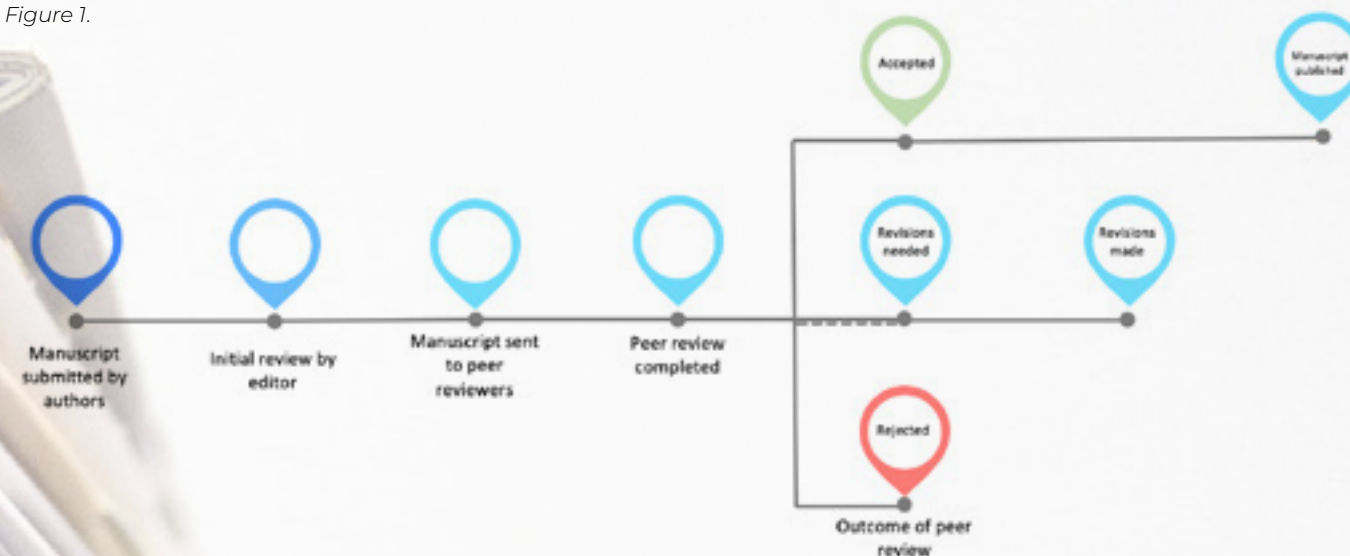 Figure 1.
Accepted
Manuscript
published
Revisions
needed
Revisions
made
Manuscript
submitted by
authors
Initial review by
editor
Manuscript sent
to peer
reviewers
Peer review
completed
Rejected
Outcome of peer
review